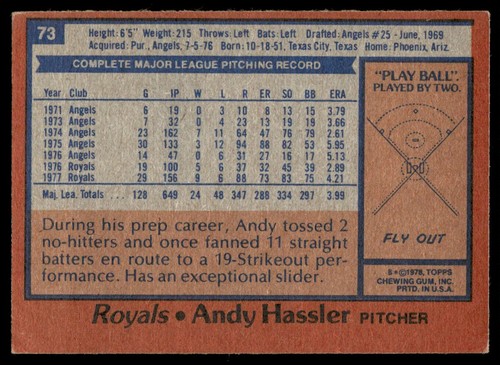 73
Height: 6'5" Weight: 215 Throws: Left Bats: Left Drafted: Angels #25 - June, 1969
Acquired: Pur. Angels, 7-5-76 Born: 10-18-51, Texas City, Texas Home: Phoenix, Ariz.
COMPLETE MAJOR LEAGUE PITCHING RECORD
Year Club G IP W L R ER SO BB ERA
1971 Angels 6 19 0 3 10 8 13 15 3.79
1973 Angels 7 32 0 4 20 13 19 19 3.66
1974 Angels 23 162 7 11 64 47 76 79 2.61
1975 Angels 30 133 3 12 94 88 82 53 5.95
1976 Angels 14 47 0 6 31 27 16 17 5.13
1976 Royals 19 100 5 6 37 32 45 39 2.88
1977 Royals 29 156 9 6 88 73 83 75 4.21
Maj. Lea. Totals ... 128 649 24 48 347 288 334 297 3.99
During his prep career, Andy tossed 2
no-hitters and once fanned 11 straight
batters en route to a 19-Strikeout per-
formance. Has an exceptional slider.
"PLAY BALL".
PLAYED BY TWO.
FLY OUT
©1978, TOPPS
CHEWING GUM, INC.
PRTD. IN U.S.A.
Royals • Andy Hassler PITCHER